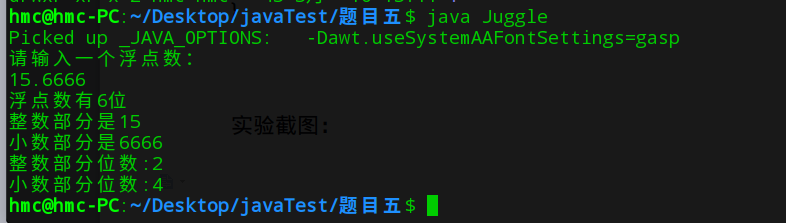 hmc@hmc-PC:~/Desktop/javaTest/题目五$ java Juggle
Picked up _JAVA_OPTIONS:   -Dawt.useSystemAAFontSettings=gasp
请输入一个浮点数:
15.6666
浮点数有6位
实验截图:
整数部分是15
小数部分是6666
整数部分位数:2
小数部分位数:4
hmc@hmc-PC:~/Desktop/javaTest/题目五$